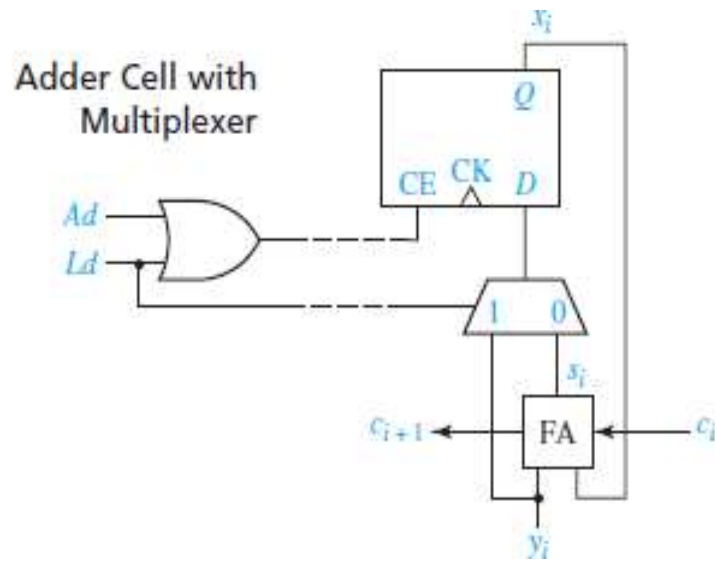 xᵢ
Adder Cell with
Multiplexer
Q
CE CK D
Ad
Ld
1 0
sᵢ
cᵢ₊₁ FA cᵢ
yᵢ